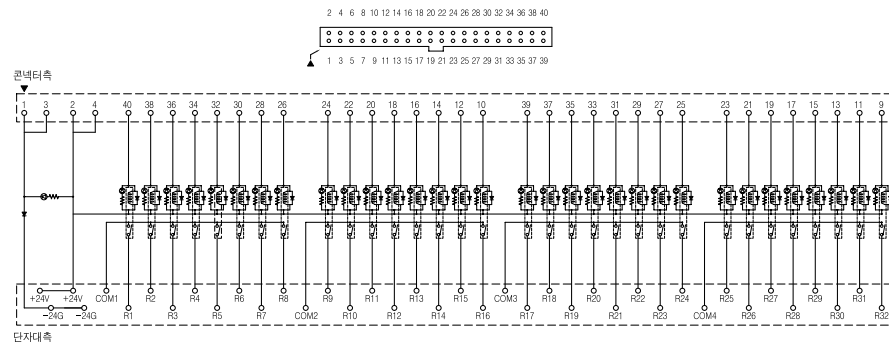 2 4 6 8 10 12 14 16 18 20 22 24 26 28 30 32 34 36 38 40
1 3 5 7 9 11 13 15 17 19 21 23 25 27 29 31 33 35 37 39
콘넥터측
1 3 2 4 40 38 36 34 32 30 28 26 24 22 20 18 16 14 12 10 39 37 35 33 31 29 27 25 23 21 19 17 15 13 11 9
+24V +24V COM1 R2 R4 R6 R8 R9 R11 R13 R15 COM3 R18 R20 R22 R24 R25 R27 R29 R31
-24G -24G R1 R3 R5 R7 COM2 R10 R12 R14 R16 R17 R19 R21 R23 COM4 R26 R28 R30 R32
단자대측